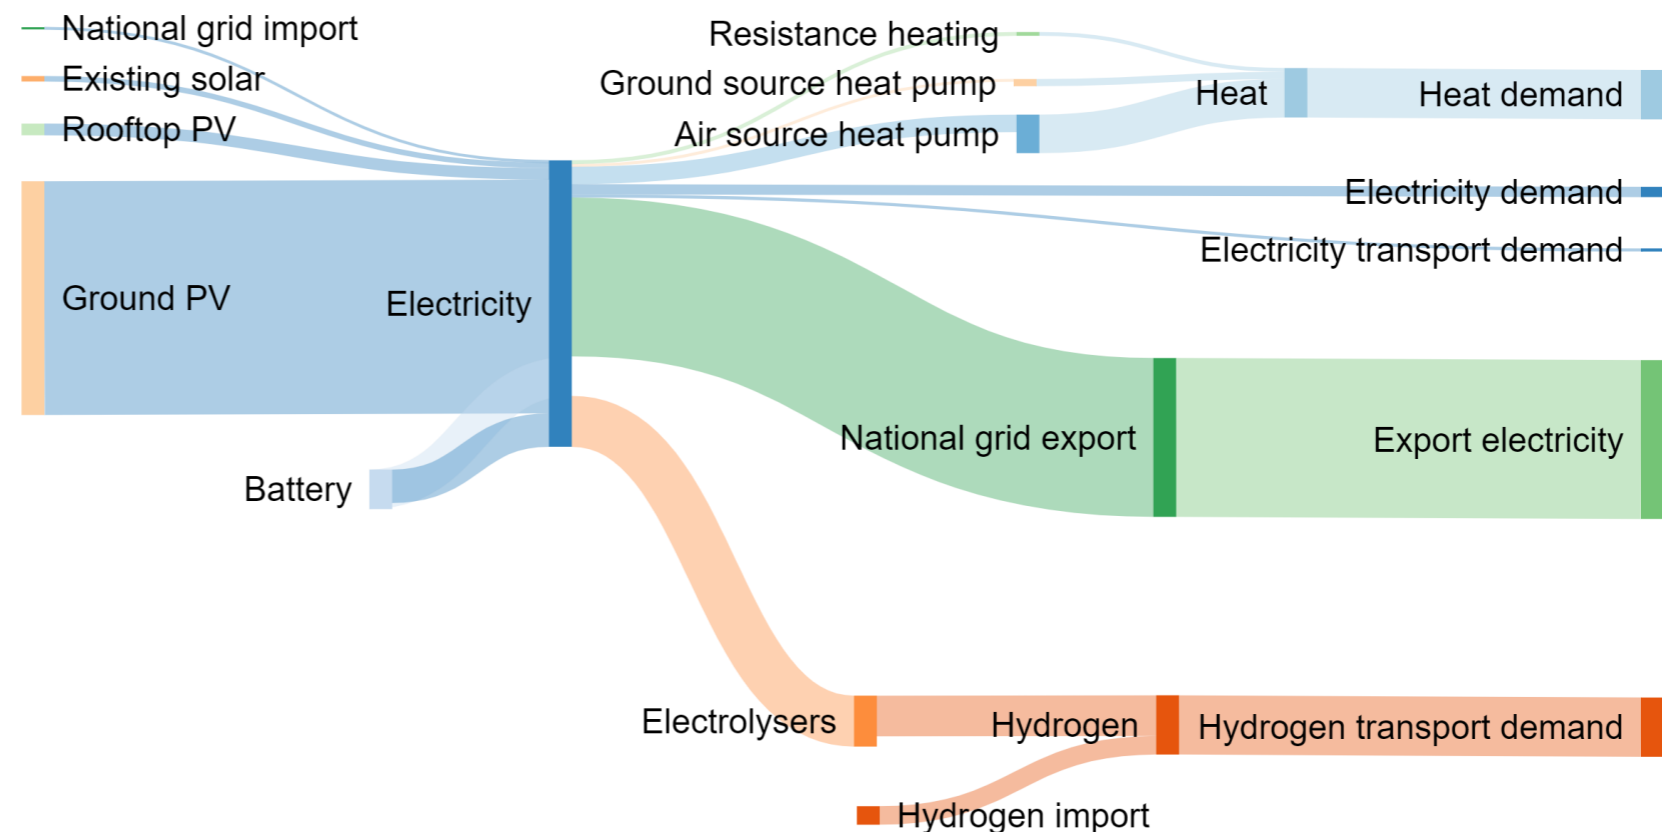 National grid import
Existing solar
Rooftop PV
Ground PV
Battery
Electricity
Resistance heating
Ground source heat pump
Air source heat pump
Heat
Heat demand
Electricity demand
Electricity transport demand
National grid export
Export electricity
Electrolysers
Hydrogen
Hydrogen transport demand
Hydrogen import